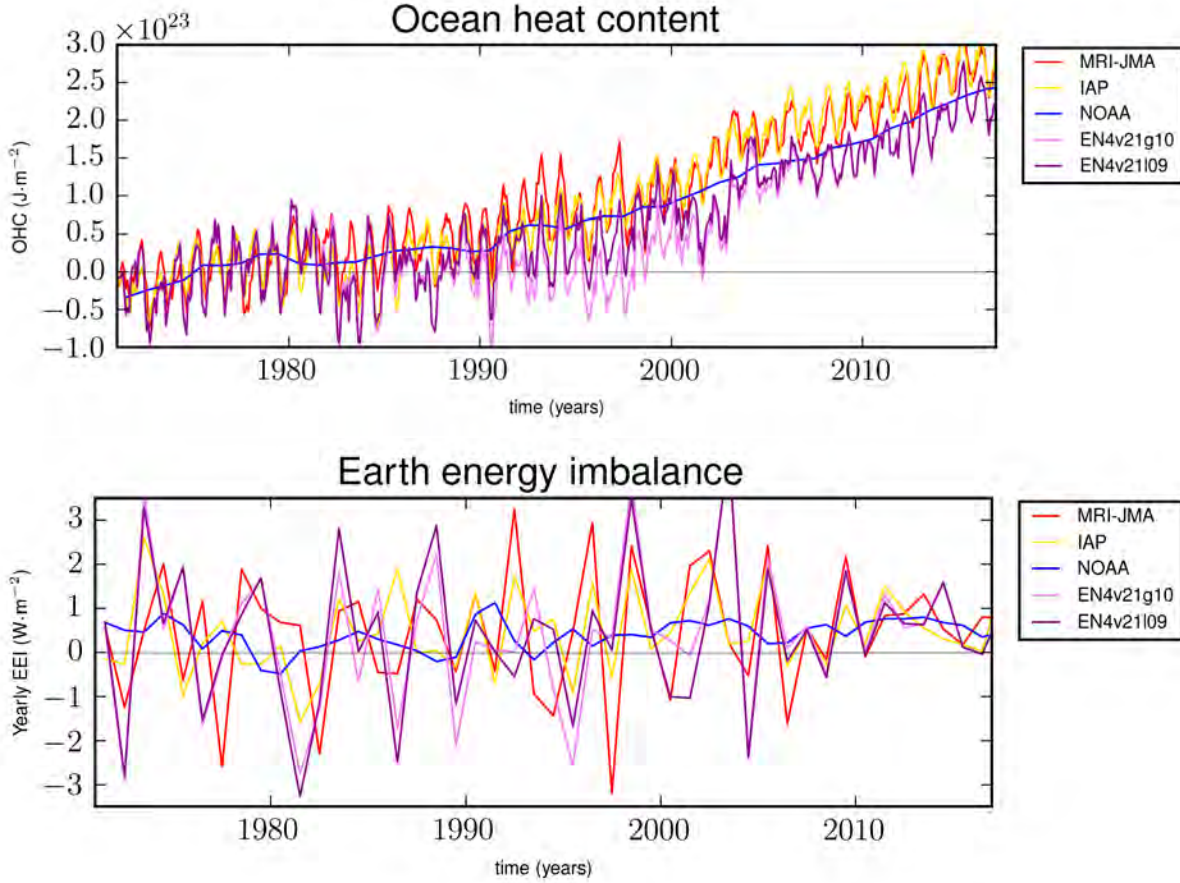 Ocean heat content
×10²³
3.0
2.5
2.0
1.5
1.0
0.5
0.0
−0.5
−1.0
OHC (J·m⁻²)
1980 1990 2000 2010
time (years)
MRI-JMA
IAP
NOAA
EN4v21g10
EN4v21l09
Earth energy imbalance
3
2
1
0
−1
−2
−3
Yearly EEI (W·m⁻²)
1980 1990 2000 2010
time (years)
MRI-JMA
IAP
NOAA
EN4v21g10
EN4v21l09